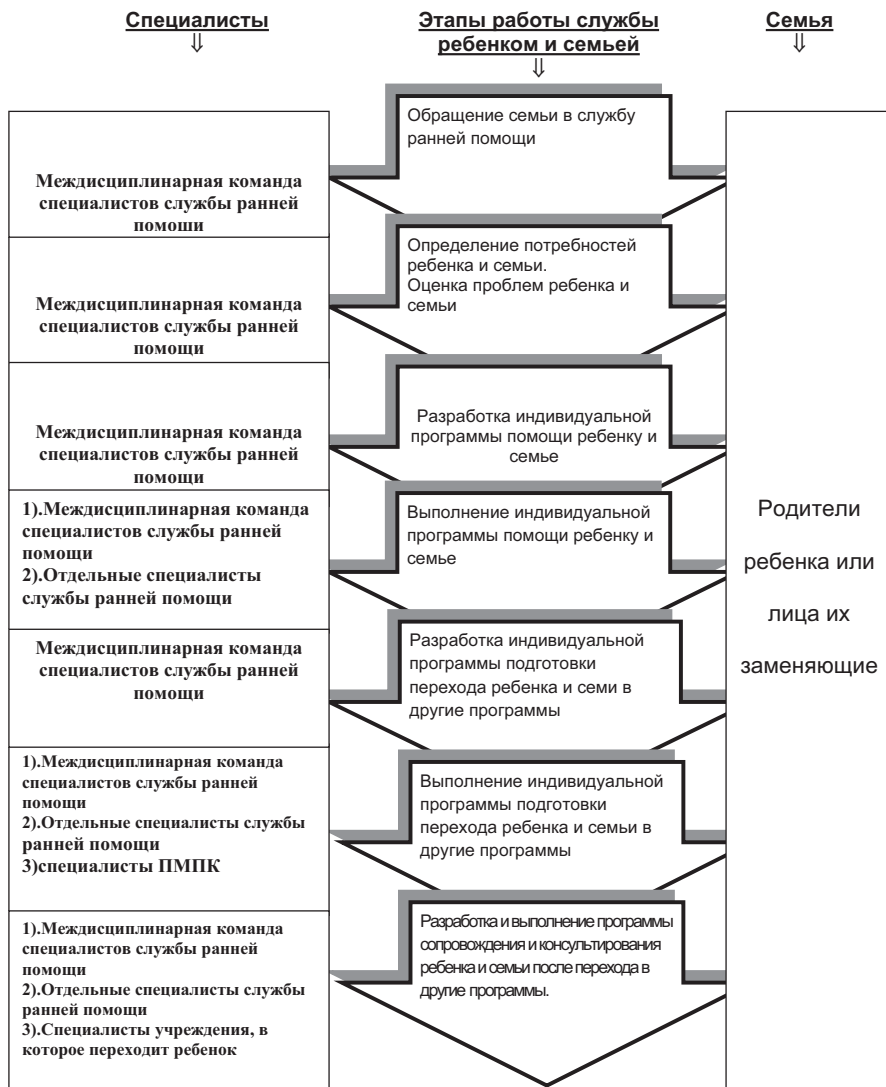 Специалисты
⇓
Этапы работы службы
ребенком и семьей
⇓
Семья
⇓
Междисциплинарная команда
специалистов службы ранней
помоши
Обращение семьи в службу
ранней помощи
Междисциплинарная команда
специалистов службы ранней
помощи
Определение потребностей
ребенка и семьи.
Оценка проблем ребенка и
семьи
Междисциплинарная команда
специалистов службы ранней
помощи
Разработка индивидуальной
программы помощи ребенку и
семье
1).Междисциплинарная команда
специалистов службы ранней
помощи
2).Отдельные специалисты
службы ранней помощи
Выполнение индивидуальной
программы помощи ребенку и
семье
Междисциплинарная команда
специалистов службы ранней
помощи
Разработка индивидуальной
программы подготовки
перехода ребенка и семи в
другие программы
1).Междисциплинарная команда
специалистов службы ранней
помощи
2).Отдельные специалисты службы
ранней помощи
3)специалисты ПМПК
Выполнение индивидуальной
программы подготовки
перехода ребенка и семьи в
другие программы
1).Междисциплинарная команда
специалистов службы ранней
помощи
2).Отдельные специалисты службы
ранней помощи
3).Специалисты учреждения, в
которое переходит ребенок
Разработка и выполнение программы
сопровождения и консультирования
ребенка и семьи после перехода в
другие программы.
Родители
ребенка или
лица их
заменяющие